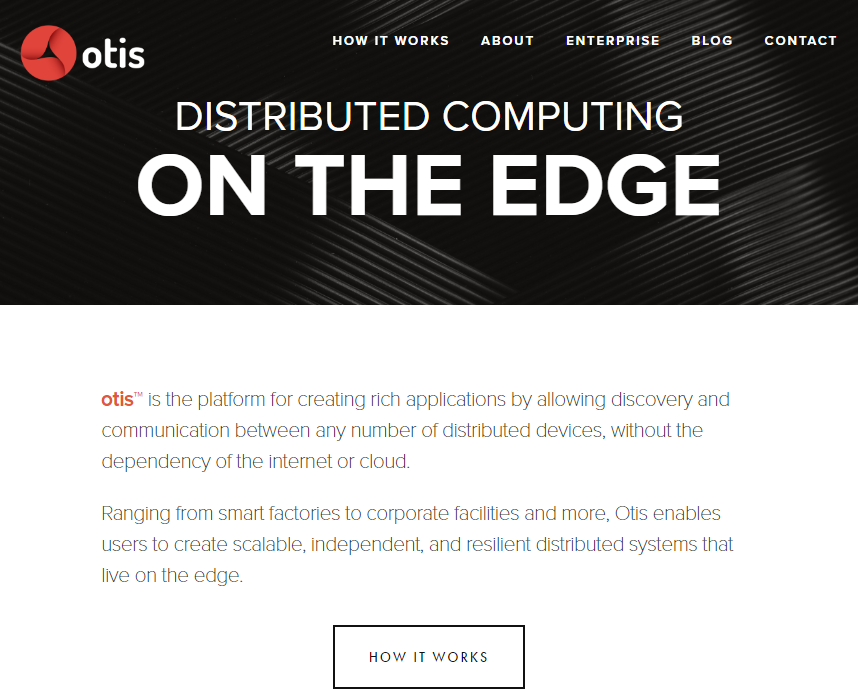 otis
HOW IT WORKS
ABOUT
ENTERPRISE
BLOG
CONTACT
DISTRIBUTED COMPUTING
ON THE EDGE
otis™ is the platform for creating rich applications by allowing discovery and
communication between any number of distributed devices, without the
dependency of the internet or cloud.
Ranging from smart factories to corporate facilities and more, Otis enables
users to create scalable, independent, and resilient distributed systems that
live on the edge.
HOW IT WORKS